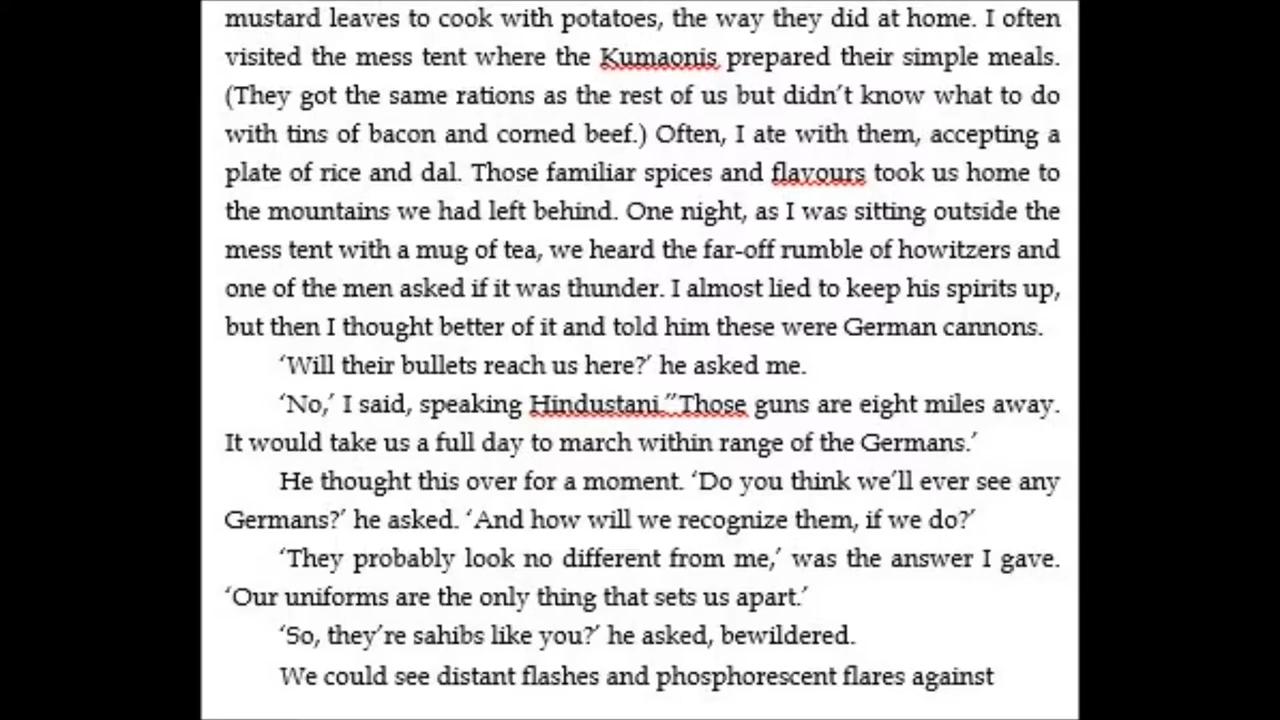 mustard leaves to cook with potatoes, the way they did at home. I often
visited the mess tent where the Kumaonis prepared their simple meals.
(They got the same rations as the rest of us but didn’t know what to do
with tins of bacon and corned beef.) Often, I ate with them, accepting a
plate of rice and dal. Those familiar spices and flavours took us home to
the mountains we had left behind. One night, as I was sitting outside the
mess tent with a mug of tea, we heard the far-off rumble of howitzers and
one of the men asked if it was thunder. I almost lied to keep his spirits up,
but then I thought better of it and told him these were German cannons.
‘Will their bullets reach us here?’ he asked me.
‘No,’ I said, speaking Hindustani.”Those guns are eight miles away.
It would take us a full day to march within range of the Germans.’
He thought this over for a moment. ‘Do you think we’ll ever see any
Germans?’ he asked. ‘And how will we recognize them, if we do?’
‘They probably look no different from me,’ was the answer I gave.
‘Our uniforms are the only thing that sets us apart.’
‘So, they’re sahibs like you?’ he asked, bewildered.
We could see distant flashes and phosphorescent flares against